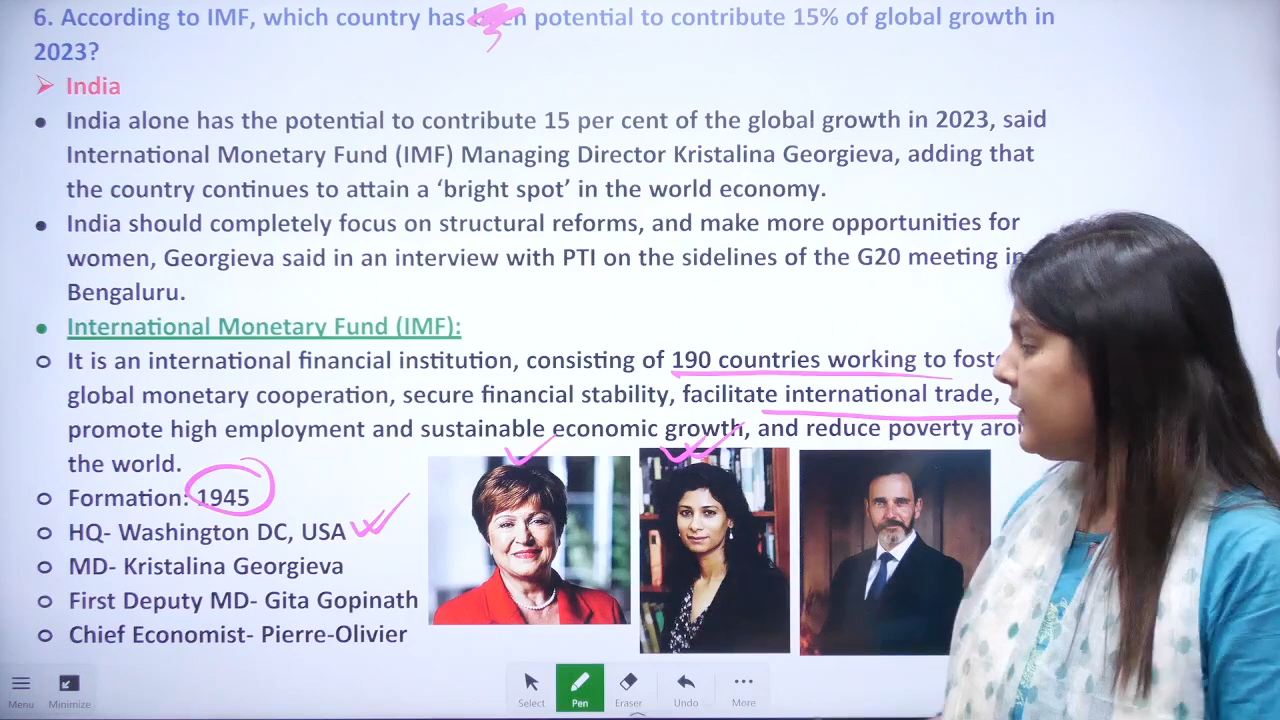 6. According to IMF, which country has potential to contribute 15% of global growth in
2023?
India
India alone has the potential to contribute 15 per cent of the global growth in 2023, said
International Monetary Fund (IMF) Managing Director Kristalina Georgieva, adding that
the country continues to attain a ‘bright spot’ in the world economy.
India should completely focus on structural reforms, and make more opportunities for
women, Georgieva said in an interview with PTI on the sidelines of the G20 meeting in
Bengaluru.
International Monetary Fund (IMF):
It is an international financial institution, consisting of 190 countries working to
global monetary cooperation, secure financial stability, facilitate international trade,
promote high employment and sustainable economic growth, and reduce poverty
the world.
Formation: 1945
HQ- Washington DC, USA
MD- Kristalina Georgieva
First Deputy MD- Gita Gopinath
Chief Economist- Pierre-Olivier
Menu Minimize Select Pen Eraser Undo More